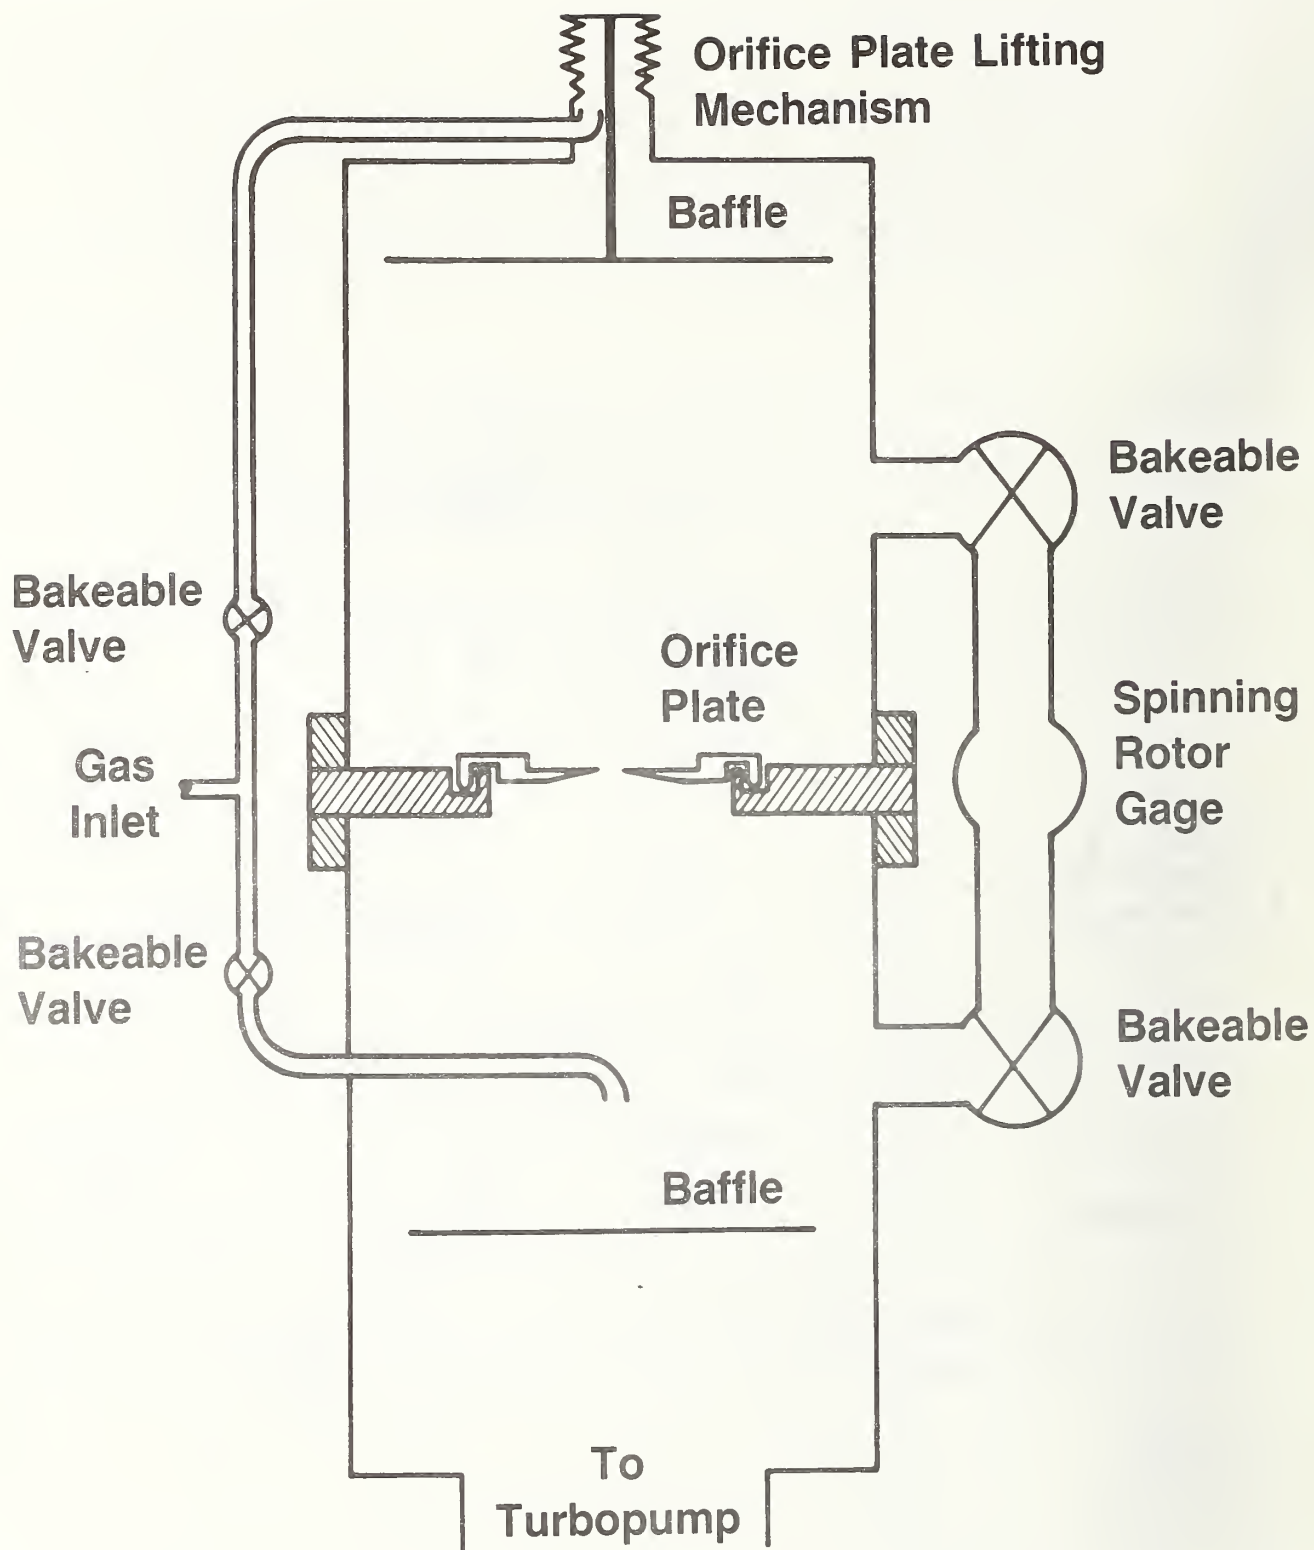 Orifice Plate Lifting
Mechanism
Baffle
Bakeable
Valve
Bakeable
Valve
Orifice
Plate
Spinning
Rotor
Gage
Gas
Inlet
Bakeable
Valve
Bakeable
Valve
Baffle
To
Turbopump